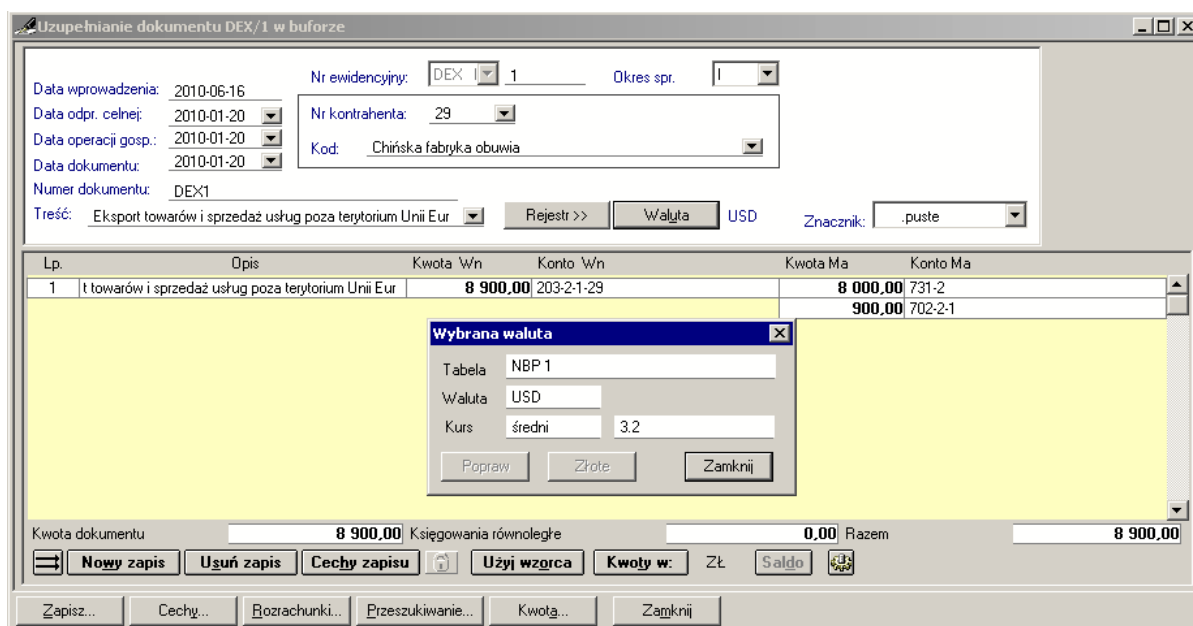 Uzupełnianie dokumentu DEX/1 w buforze
Nr ewidencyjny: DEX I 1 Okres spr. I
Data wprowadzenia: 2010-06-16
Data odpr. celnej: 2010-01-20 Nr kontrahenta: 29
Data operacji gosp.: 2010-01-20
Kod: Chińska fabryka obuwia
Data dokumentu: 2010-01-20
Numer dokumentu: DEX1
Treść: Eksport towarów i sprzedaż usług poza terytorium Unii Eur Rejestr >> Waluta USD Znacznik: .puste
Lp. Opis Kwota Wn Konto Wn Kwota Ma Konto Ma
1 t towarów i sprzedaż usług poza terytorium Unii Eur 8 900,00 203-2-1-29 8 000,00 731-2
900,00 702-2-1
Wybrana waluta
Tabela NBP 1
Waluta USD
Kurs średni 3.2
Popraw Złote Zamknij
Kwota dokumentu 8 900,00 Księgowania równoległe 0,00 Razem 8 900,00
Nowy zapis Usuń zapis Cechy zapisu Użyj wzorca Kwoty w: ZŁ Saldo
Zapisz... Cechy... Rozrachunki... Przeszukiwanie... Kwota... Zamknij